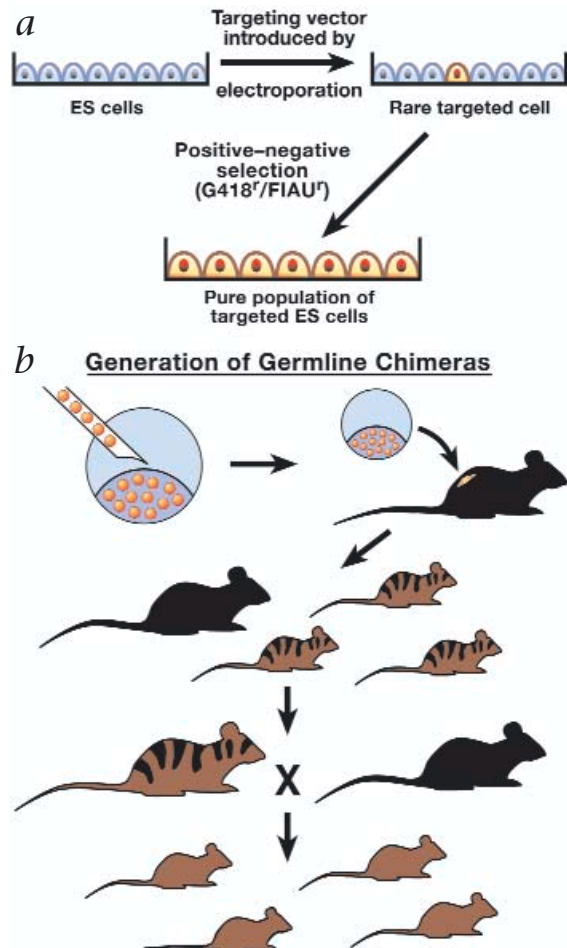 a
Targeting vector
introduced by
electroporation
ES cells
Rare targeted cell
Positive–negative
selection
(G418ʳ/FIAUʳ)
Pure population of
targeted ES cells
b
Generation of Germline Chimeras
X